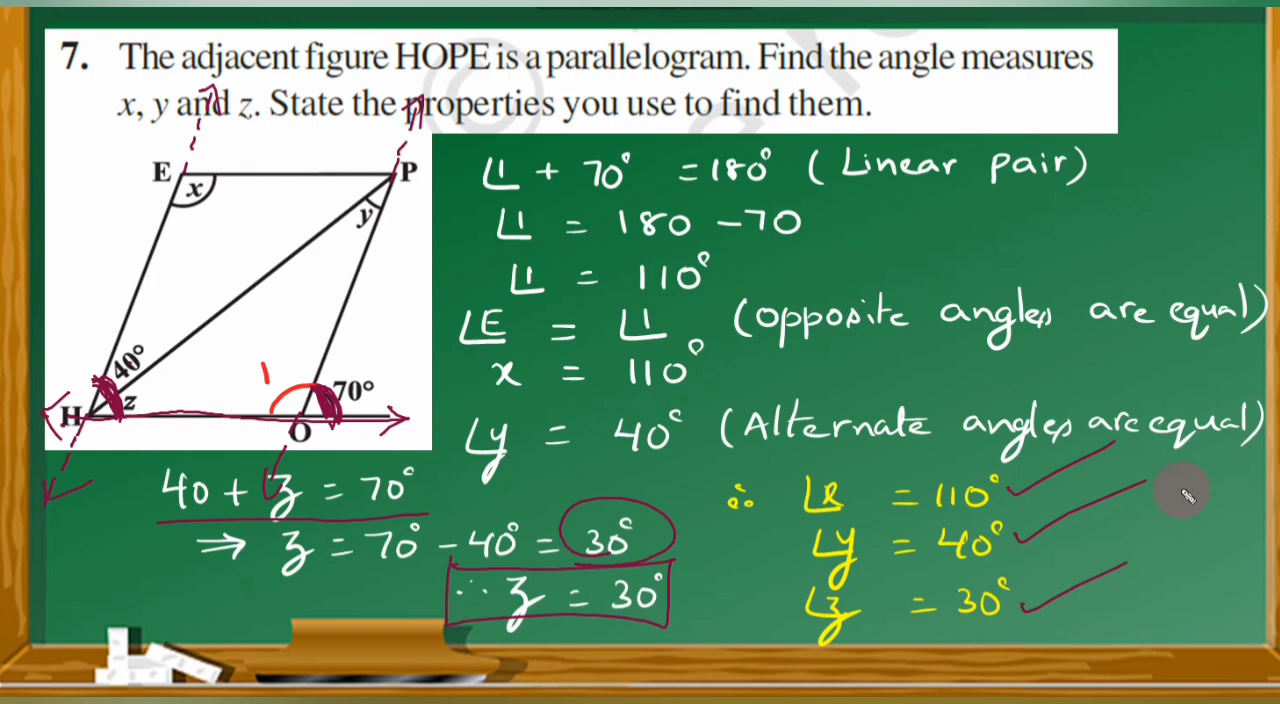 7. The adjacent figure HOPE is a parallelogram. Find the angle measures
x, y and z. State the properties you use to find them.
E
P
x
y
40°
z
1
70°
H
O
∠1 + 70° = 180° (Linear pair)
∠1 = 180 - 70
∠1 = 110°
∠E = ∠1 (opposite angles are equal)
x = 110°
∠y = 40° (Alternate angles are equal)
40 + ∠z = 70°
⇒ z = 70° - 40° = 30°
∴ z = 30°
∴ ∠x = 110°
∠y = 40°
∠z = 30°